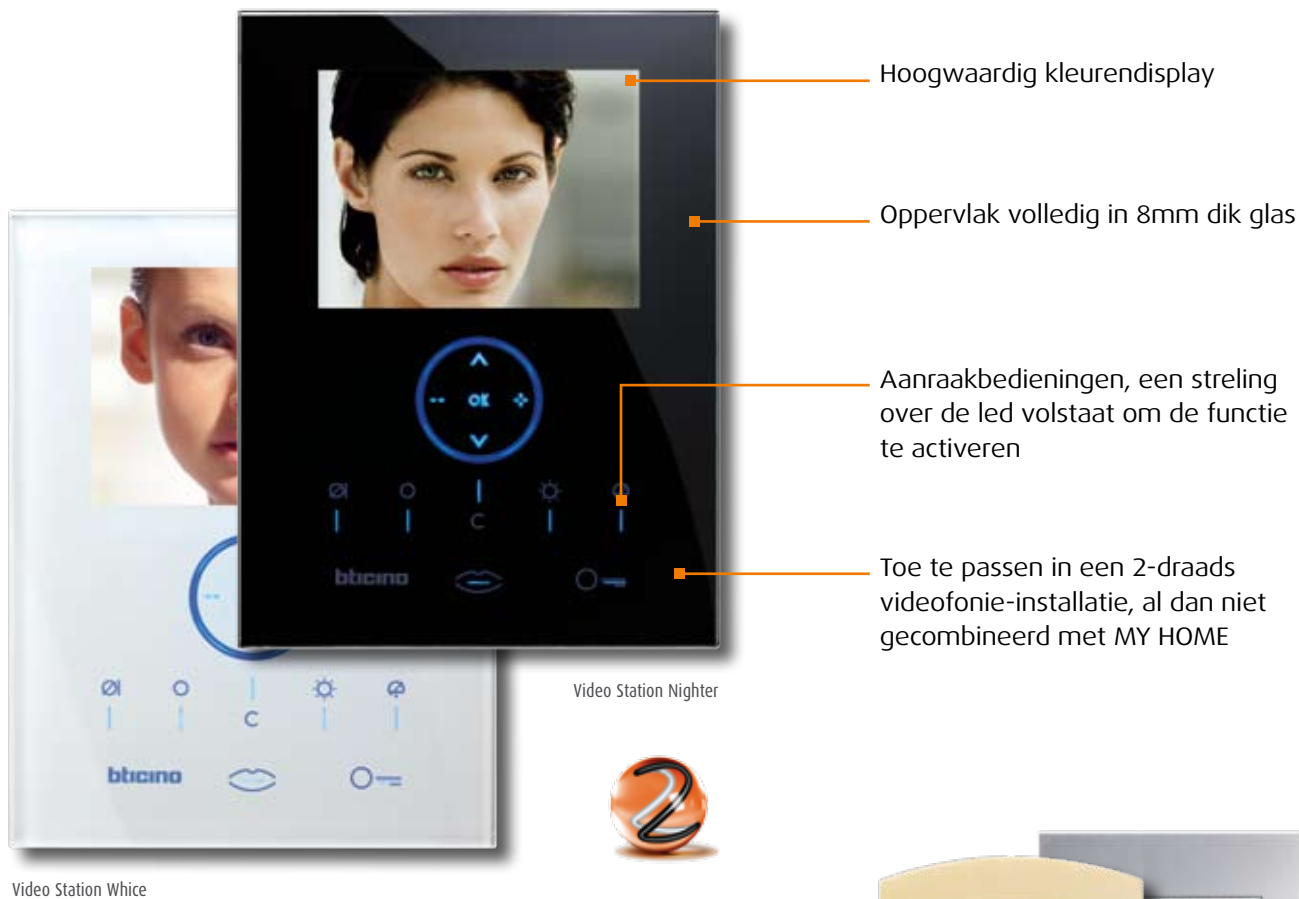 Hoogwaardig kleurendisplay
Oppervlak volledig in 8mm dik glas
Aanraakbedieningen, een streling
over de led volstaat om de functie
te activeren
Toe te passen in een 2-draads
videofonie-installatie, al dan niet
gecombineerd met MY HOME
OK
C
bticino
Video Station Nighter
C
bticino
Video Station Whice
2